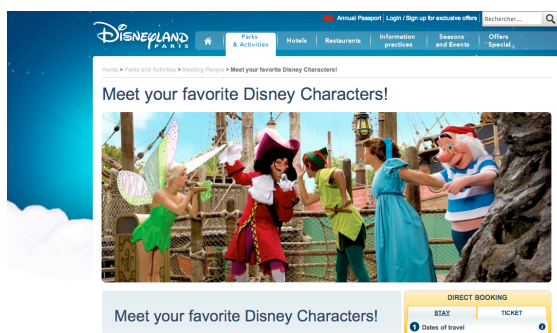 Annual Passport | Login / Sign up for exclusive offers
Rechercher...
Disneyland
PARIS
Parks
& Activities
Hotels
Restaurants
Information
practices
Seasons
and Events
Offers
Special
Home > Parks and Activities > Meeting People > Meet your favorite Disney Characters!
Meet your favorite Disney Characters!
Meet your favorite Disney Characters!
DIRECT BOOKING
STAY
TICKET
1 Dates of travel